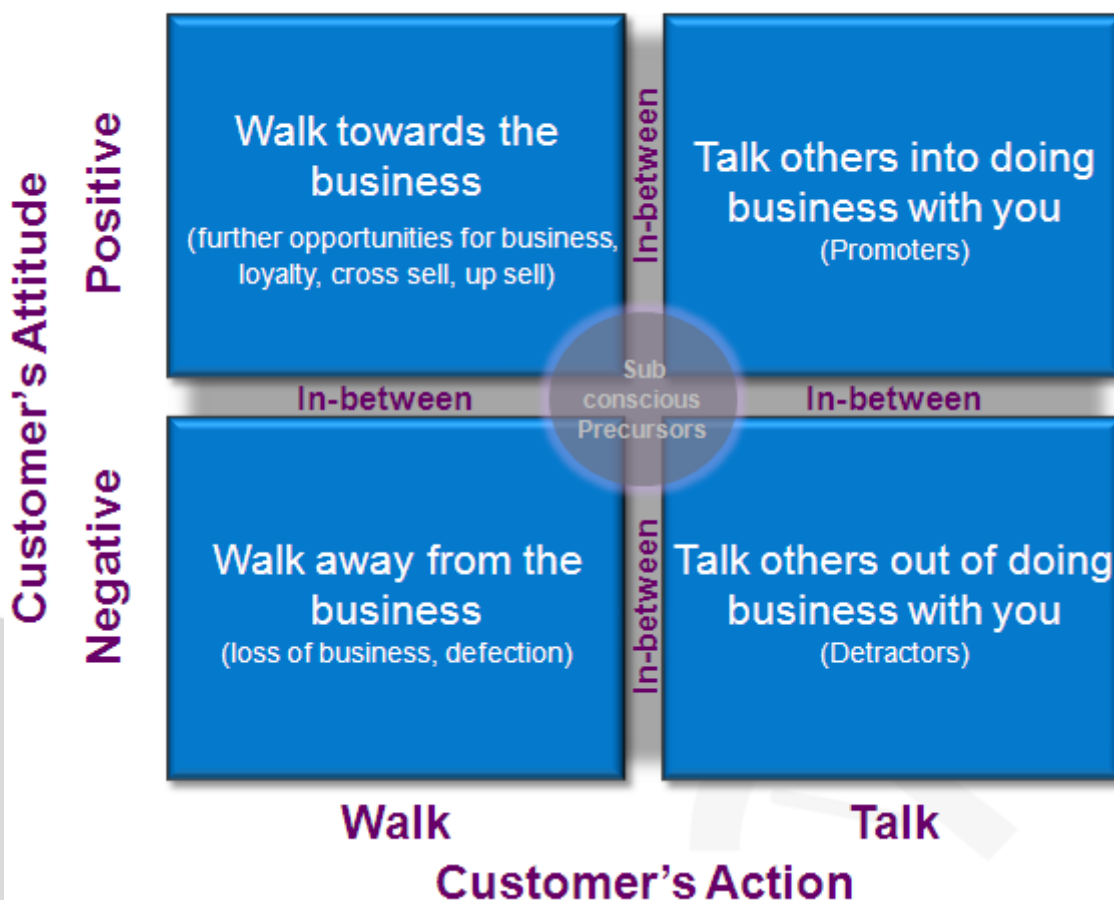 Customer's Attitude
Positive
Negative
Walk towards the
business
(further opportunities for business,
loyalty, cross sell, up sell)
In-between
Talk others into doing
business with you
(Promoters)
In-between
Sub
conscious
Precursors
In-between
Walk away from the
business
(loss of business, defection)
In-between
Talk others out of doing
business with you
(Detractors)
Walk
Talk
Customer's Action